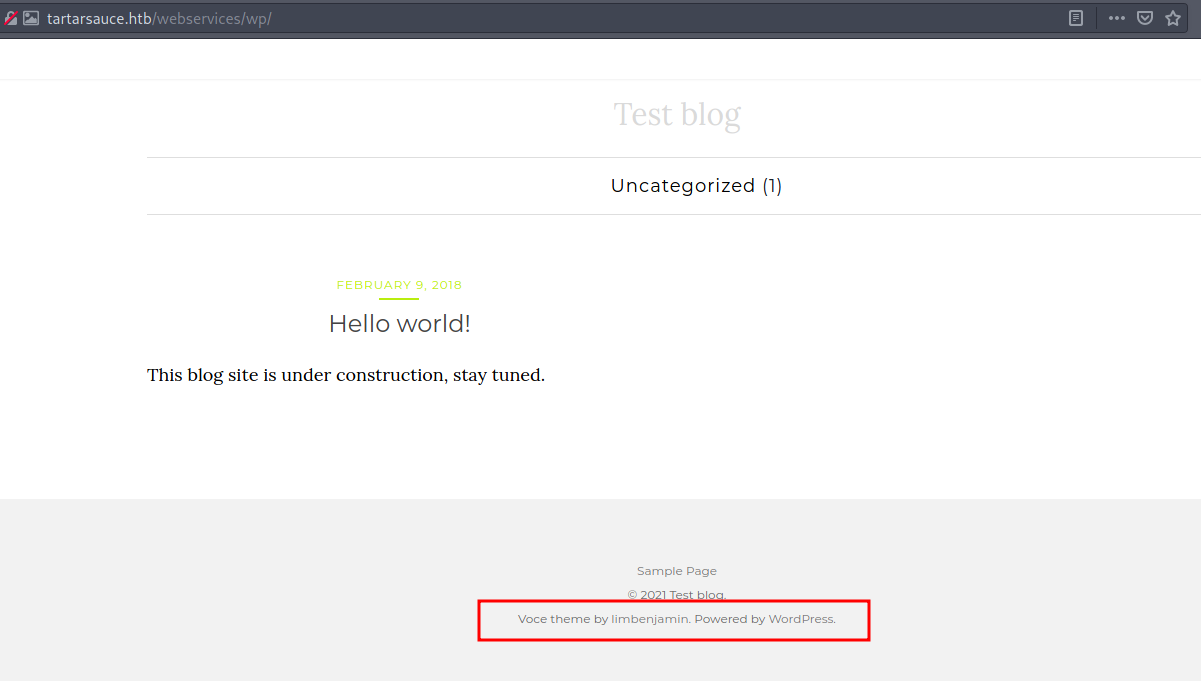 tartarsauce.htb/webservices/wp/
Test blog
Uncategorized (1)
FEBRUARY 9, 2018
Hello world!
This blog site is under construction, stay tuned.
Sample Page
© 2021 Test blog.
Voce theme by limbenjamin. Powered by WordPress.